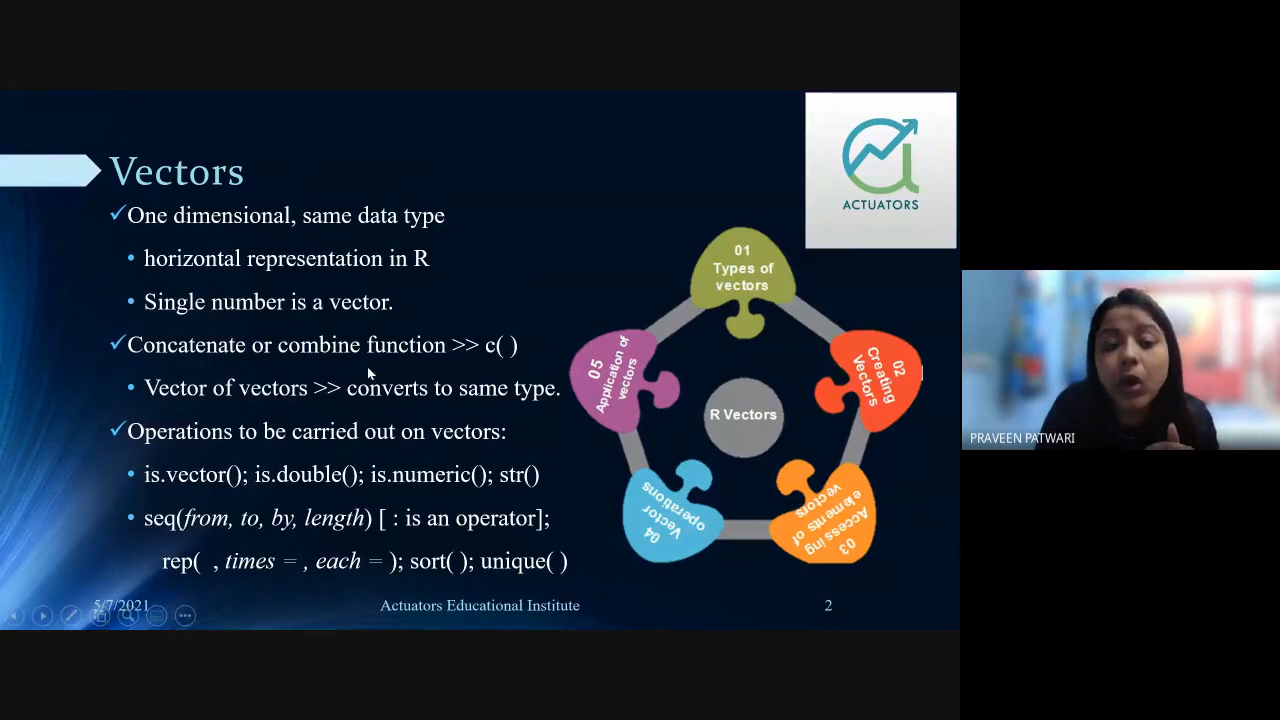 Vectors
One dimensional, same data type
horizontal representation in R
Single number is a vector.
Concatenate or combine function >> c( )
Vector of vectors >> converts to same type.
Operations to be carried out on vectors:
is.vector(); is.double(); is.numeric(); str()
seq(from, to, by, length) [ : is an operator];
rep(  , times = , each = ); sort( ); unique( )
5/7/2021
Actuators Educational Institute
2
ACTUATORS
01
Types of
vectors
02
Creating
Vectors
03
Accessing
elements of
vectors
04
Vector
operations
05
Application of
vectors
R Vectors
PRAVEEN PATWARI